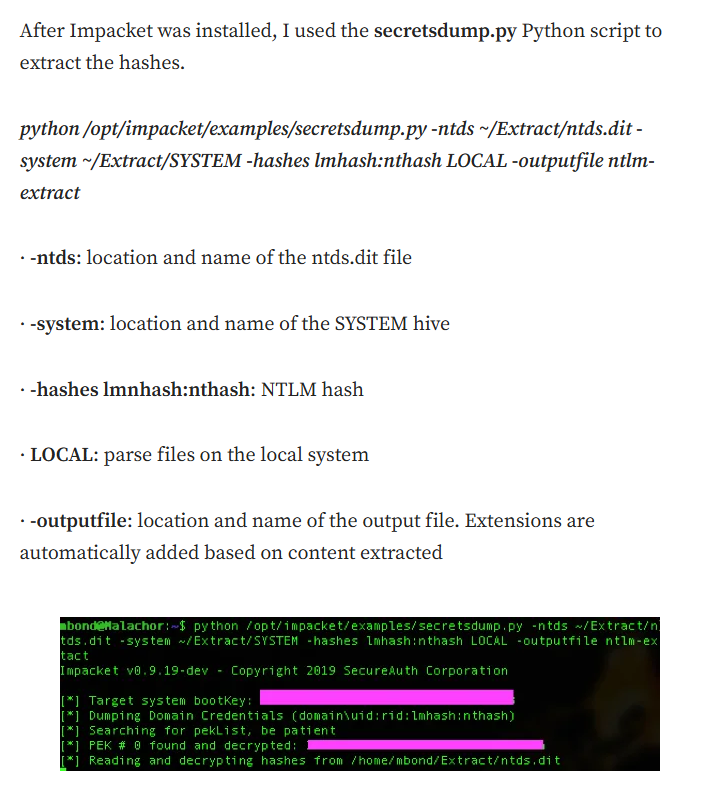 After Impacket was installed, I used the secretsdump.py Python script to
extract the hashes.
python /opt/impacket/examples/secretsdump.py -ntds ~/Extract/ntds.dit -
system ~/Extract/SYSTEM -hashes lmhash:nthash LOCAL -outputfile ntlm-
extract
· -ntds: location and name of the ntds.dit file
· -system: location and name of the SYSTEM hive
· -hashes lmnhash:nthash: NTLM hash
· LOCAL: parse files on the local system
· -outputfile: location and name of the output file. Extensions are
automatically added based on content extracted
mbond@Malachor:~$ python /opt/impacket/examples/secretsdump.py -ntds ~/Extract/n
tds.dit -system ~/Extract/SYSTEM -hashes lmhash:nthash LOCAL -outputfile ntlm-ex
tact
Impacket v0.9.19-dev - Copyright 2019 SecureAuth Corporation
[*] Target system bootKey:
[*] Dumping Domain Credentials (domain\uid:rid:lmhash:nthash)
[*] Searching for pekList, be patient
[*] PEK # 0 found and decrypted:
[*] Reading and decrypting hashes from /home/mbond/Extract/ntds.dit